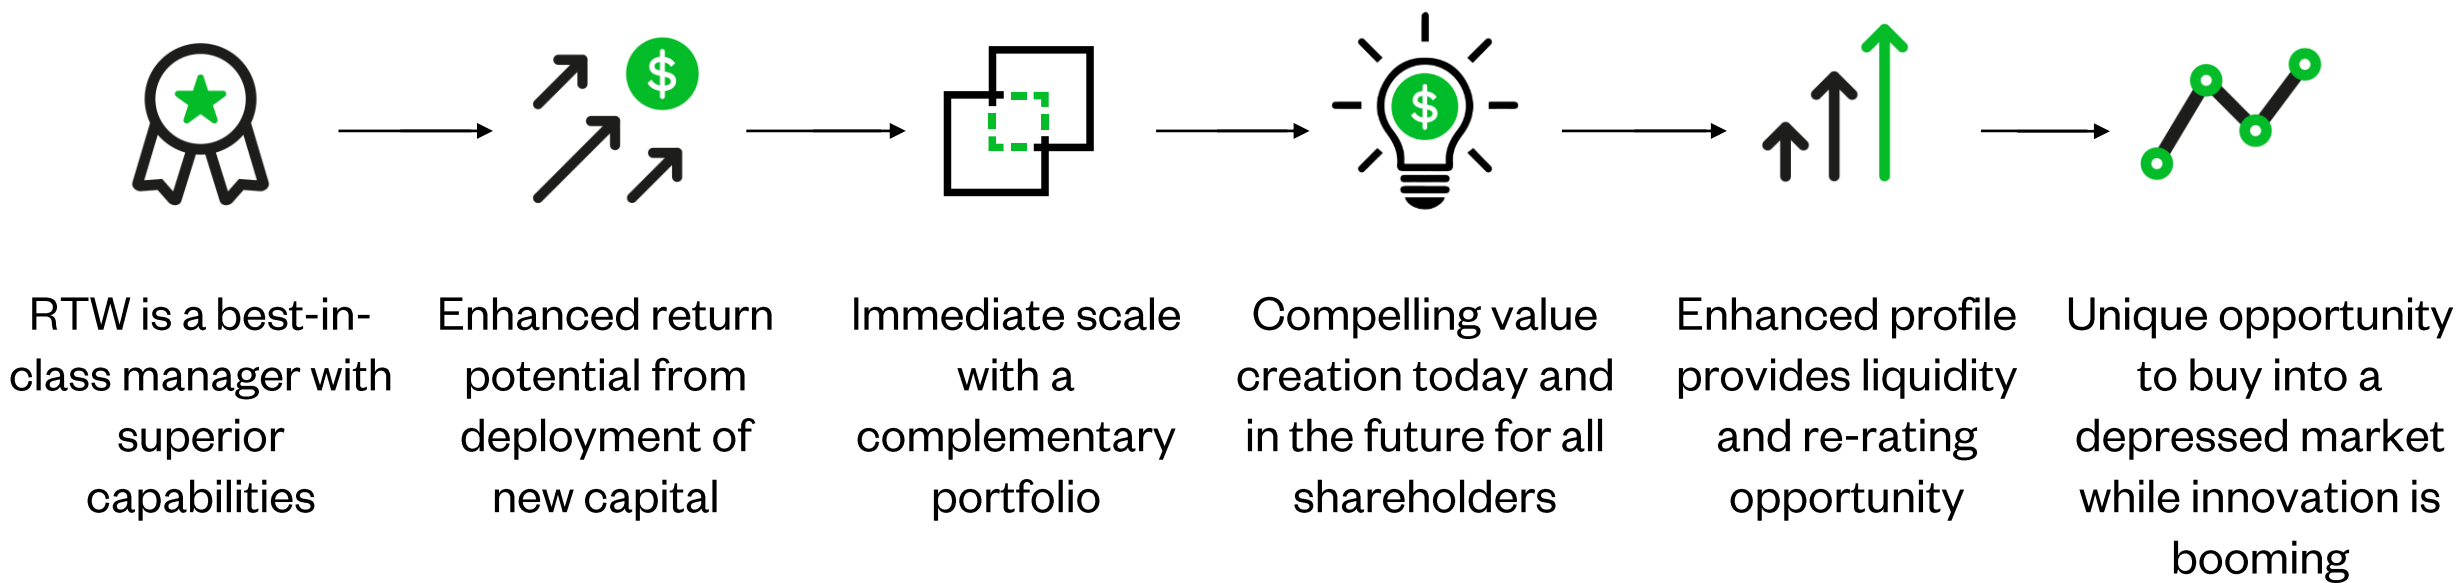 $
$
RTW is a best-in-
class manager with
superior
capabilities
Enhanced return
potential from
deployment of
new capital
Immediate scale
with a
complementary
portfolio
Compelling value
creation today and
in the future for all
shareholders
Enhanced profile
provides liquidity
and re-rating
opportunity
Unique opportunity
to buy into a
depressed market
while innovation is
booming